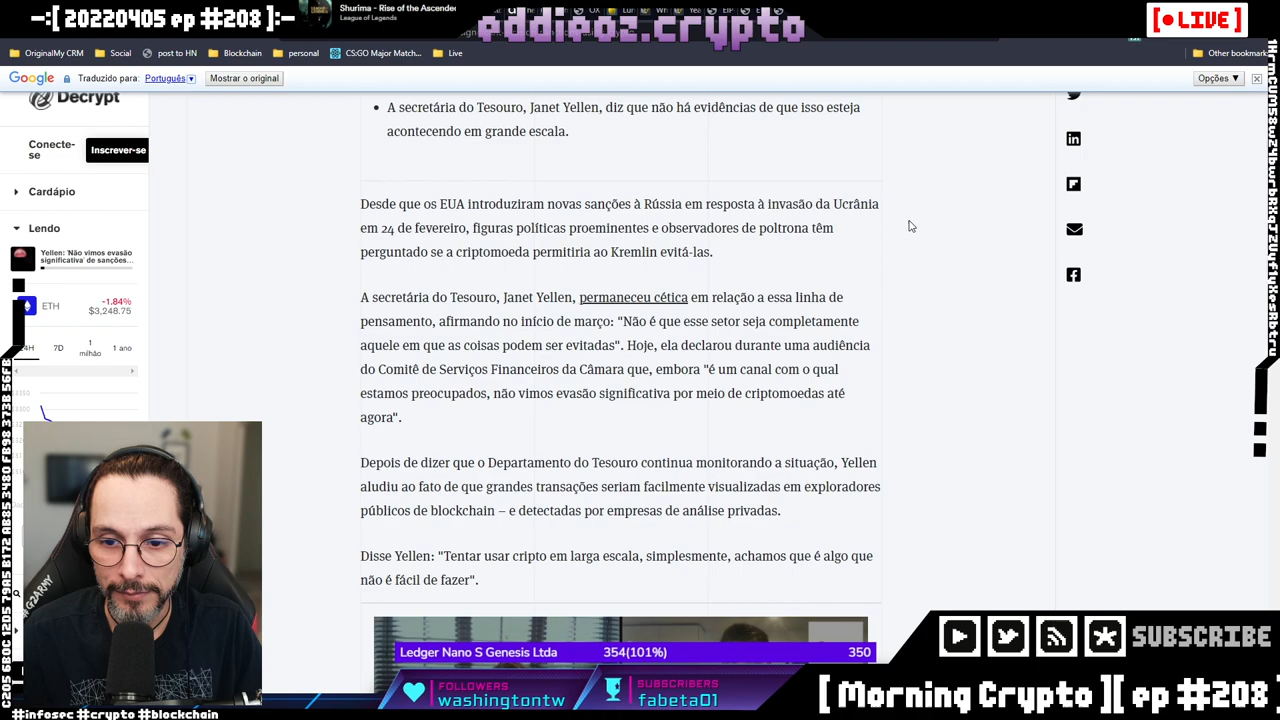 -:[ 20220405 ep #208 ]:-
Shurima - Rise of the Ascended
League of Legends
eddieoz.crypto
[●LIVE]
OriginalMy CRM
Social
post to HN
Blockchain
personal
CS:GO Major Match...
Live
Other bookmark
Google
Traduzido para:
Português
Mostrar o original
Opções ▼
Decrypt
Conecte-
se
Inscrever-se
Cardápio
Lendo
Yellen: 'Não vimos evasão
significativa' de sanções...
ETH
-1.84%
$3,248.75
24H
7D
1
milhão
1 ano
A secretária do Tesouro, Janet Yellen, diz que não há evidências de que isso esteja
acontecendo em grande escala.
Desde que os EUA introduziram novas sanções à Rússia em resposta à invasão da Ucrânia
em 24 de fevereiro, figuras políticas proeminentes e observadores de poltrona têm
perguntado se a criptomoeda permitiria ao Kremlin evitá-las.
A secretária do Tesouro, Janet Yellen, permaneceu cética em relação a essa linha de
pensamento, afirmando no início de março: "Não é que esse setor seja completamente
aquele em que as coisas podem ser evitadas". Hoje, ela declarou durante uma audiência
do Comitê de Serviços Financeiros da Câmara que, embora "é um canal com o qual
estamos preocupados, não vimos evasão significativa por meio de criptomoedas até
agora".
Depois de dizer que o Departamento do Tesouro continua monitorando a situação, Yellen
aludiu ao fato de que grandes transações seriam facilmente visualizadas em exploradores
públicos de blockchain – e detectadas por empresas de análise privadas.
Disse Yellen: "Tentar usar cripto em larga escala, simplesmente, achamos que é algo que
não é fácil de fazer".
G2ARMY
Ledger Nano S Genesis Ltda
354(101%)
350
FOLLOWERS
washingtontw
SUBSCRIBERS
fabeta01
SUBSCRIBE
[ Morning Crypto ][ ep #208
#infosec #crypto #blockchain